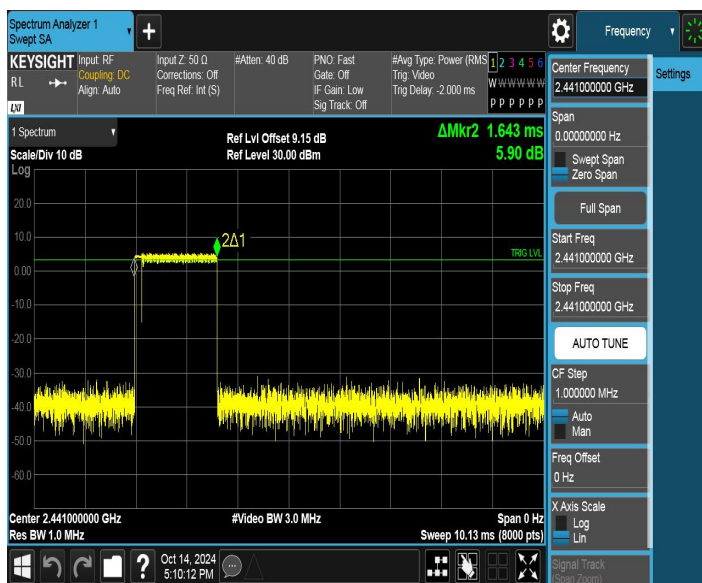 Spectrum Analyzer 1
Swept SA
+
Frequency
KEYSIGHT
RL
LXI
Input: RF
Coupling: DC
Align: Auto
Input Z: 50 Ω
Corrections: Off
Freq Ref: Int (S)
#Atten: 40 dB
PNO: Fast
Gate: Off
IF Gain: Low
Sig Track: Off
#Avg Type: Power (RMS
Trig: Video
Trig Delay: -2.000 ms
1 2 3 4 5 6
W W W W W W
P P P P P P
1 Spectrum
Scale/Div 10 dB
Log
Ref Lvl Offset 9.15 dB
Ref Level 30.00 dBm
ΔMkr2 1.643 ms
5.90 dB
20.0
10.0
0.00
-10.0
-20.0
-30.0
-40.0
-50.0
-60.0
2Δ1
TRIG LVL
Center 2.441000000 GHz
Res BW 1.0 MHz
#Video BW 3.0 MHz
Span 0 Hz
Sweep 10.13 ms (8000 pts)
?
Oct 14, 2024
5:10:12 PM
Center Frequency
2.441000000 GHz
Span
0.00000000 Hz
Swept Span
Zero Span
Full Span
Start Freq
2.441000000 GHz
Stop Freq
2.441000000 GHz
AUTO TUNE
CF Step
1.000000 MHz
Auto
Man
Freq Offset
0 Hz
X Axis Scale
Log
Lin
Signal Track
(Span Zoom)
Settings